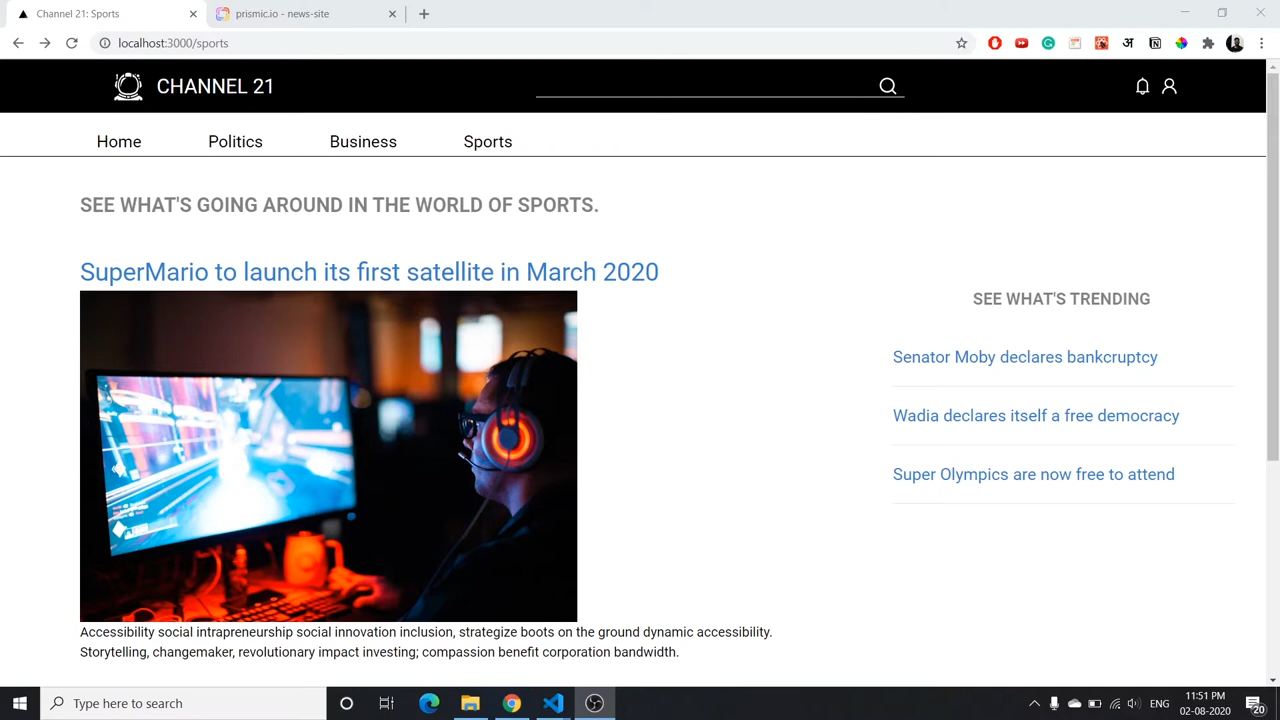 Channel 21: Sports
prismic.io - news-site
localhost:3000/sports
अ
CHANNEL 21
Home Politics Business Sports
SEE WHAT'S GOING AROUND IN THE WORLD OF SPORTS.
SuperMario to launch its first satellite in March 2020
SEE WHAT'S TRENDING
Senator Moby declares bankcruptcy
Wadia declares itself a free democracy
Super Olympics are now free to attend
Accessibility social intrapreneurship social innovation inclusion, strategize boots on the ground dynamic accessibility.
Storytelling, changemaker, revolutionary impact investing; compassion benefit corporation bandwidth.
Type here to search
ENG
11:51 PM
02-08-2020
20